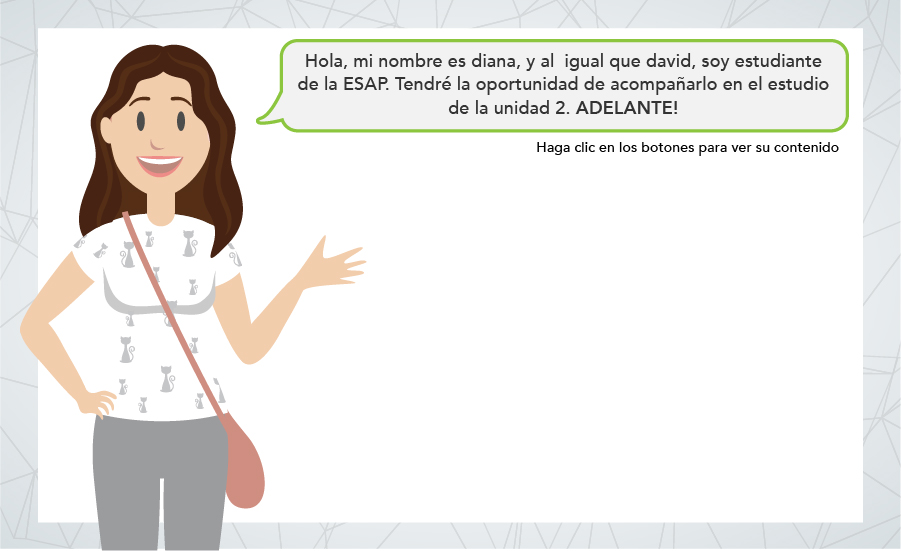 Hola, mi nombre es diana, y al  igual que david, soy estudiante
de la ESAP. Tendré la oportunidad de acompañarlo en el estudio
de la unidad 2. ADELANTE!
Haga clic en los botones para ver su contenido